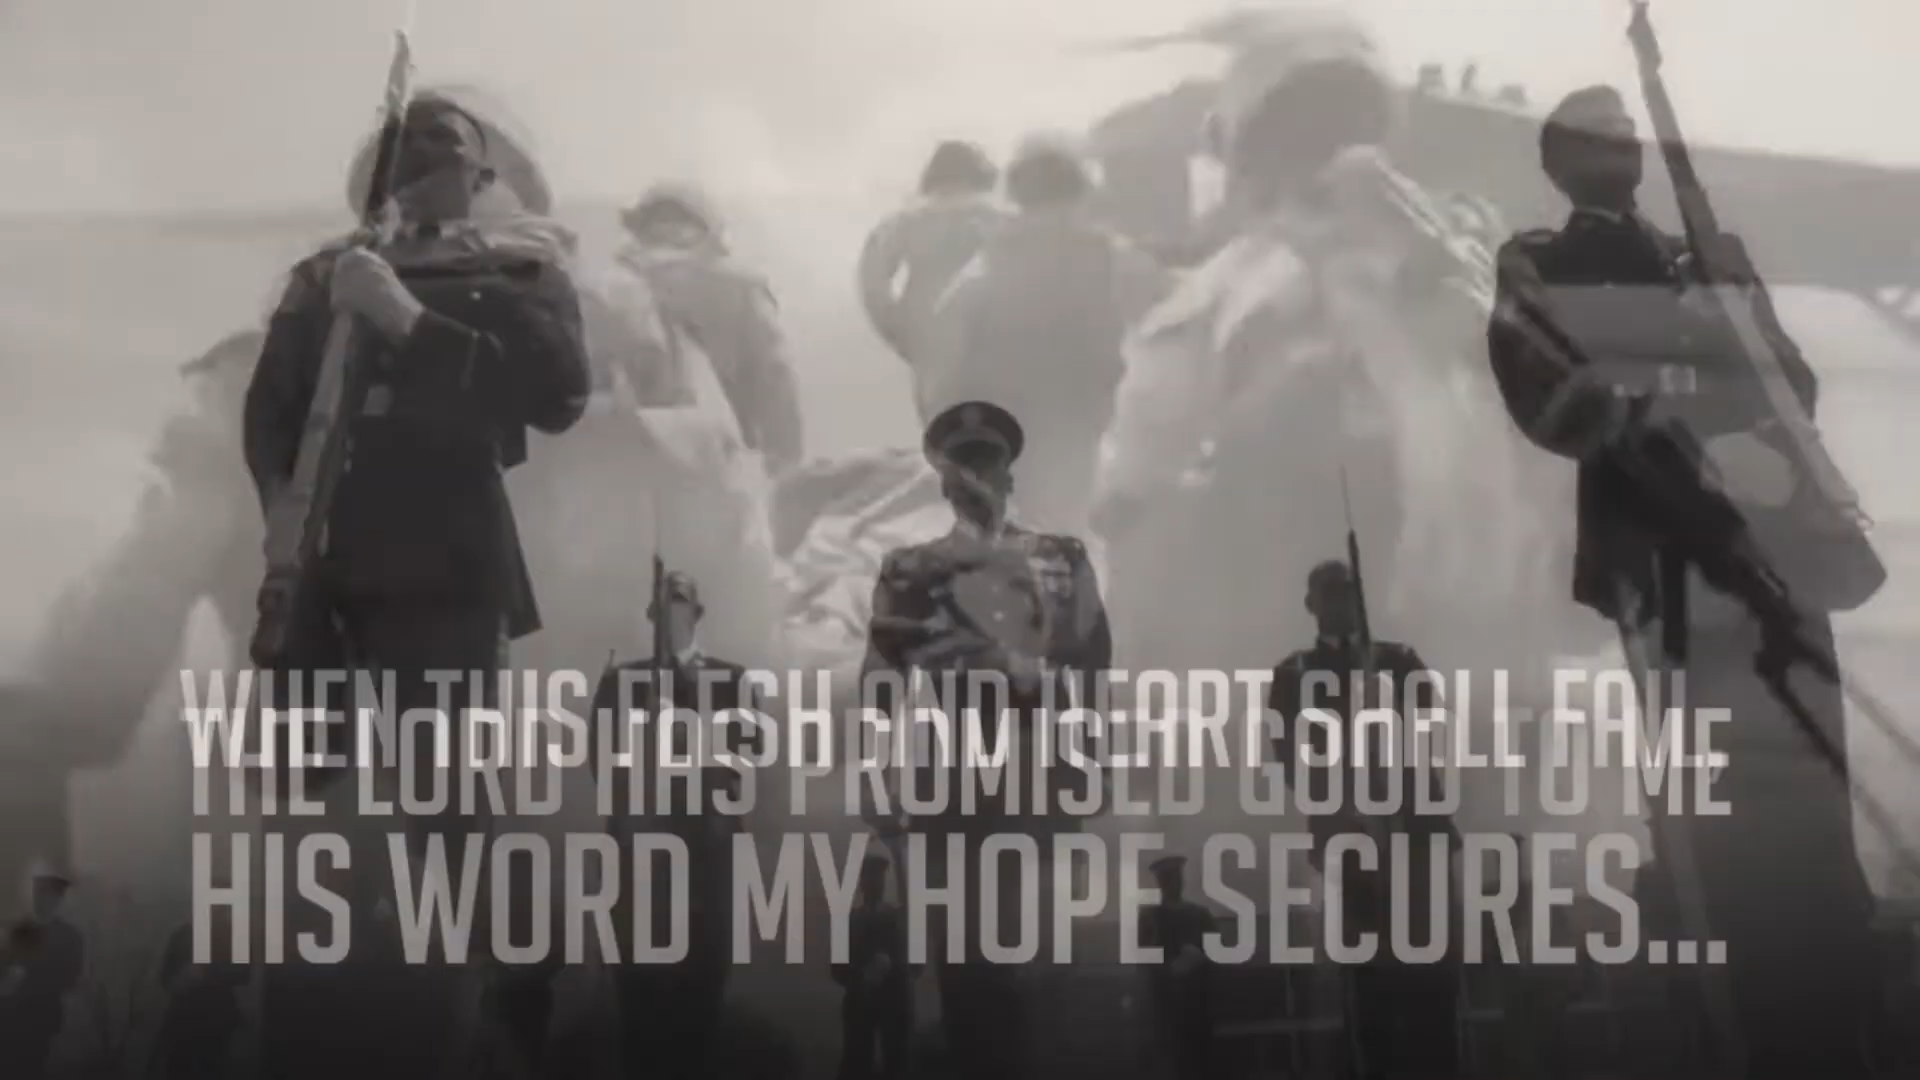 WHEN THIS FLESH AND HEART SHALL FAIL.
THE LORD HAS PROMISED GOOD TO ME
HIS WORD MY HOPE SECURES...